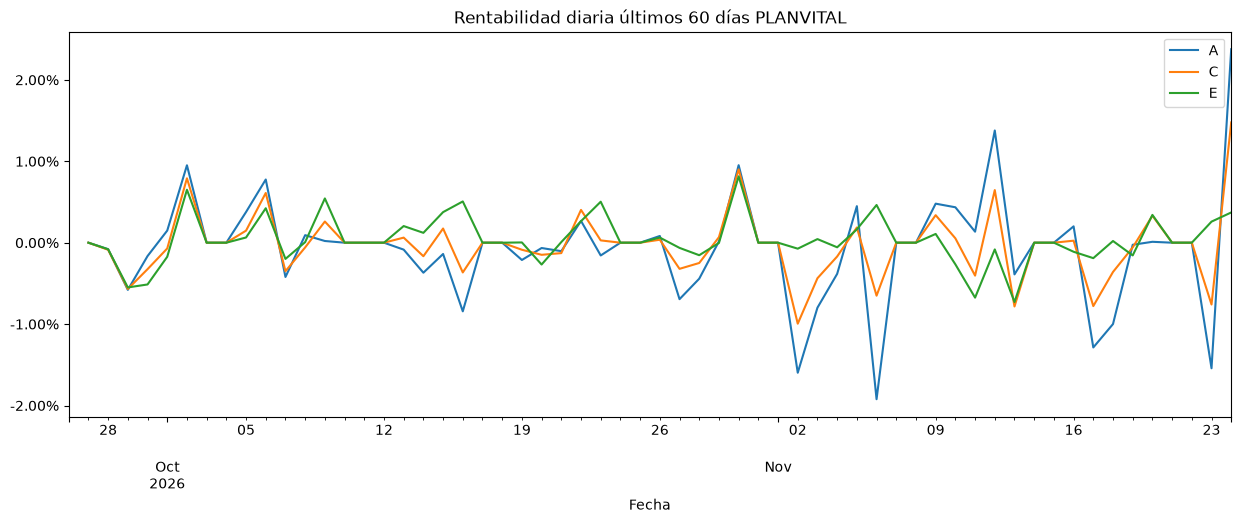 Rentabilidad diaria últimos 60 días PLANVITAL
A
C
E
2.00%
1.00%
0.00%
-1.00%
-2.00%
28 05 12 19 26 02 09 16 23
Oct Nov
2026
Fecha